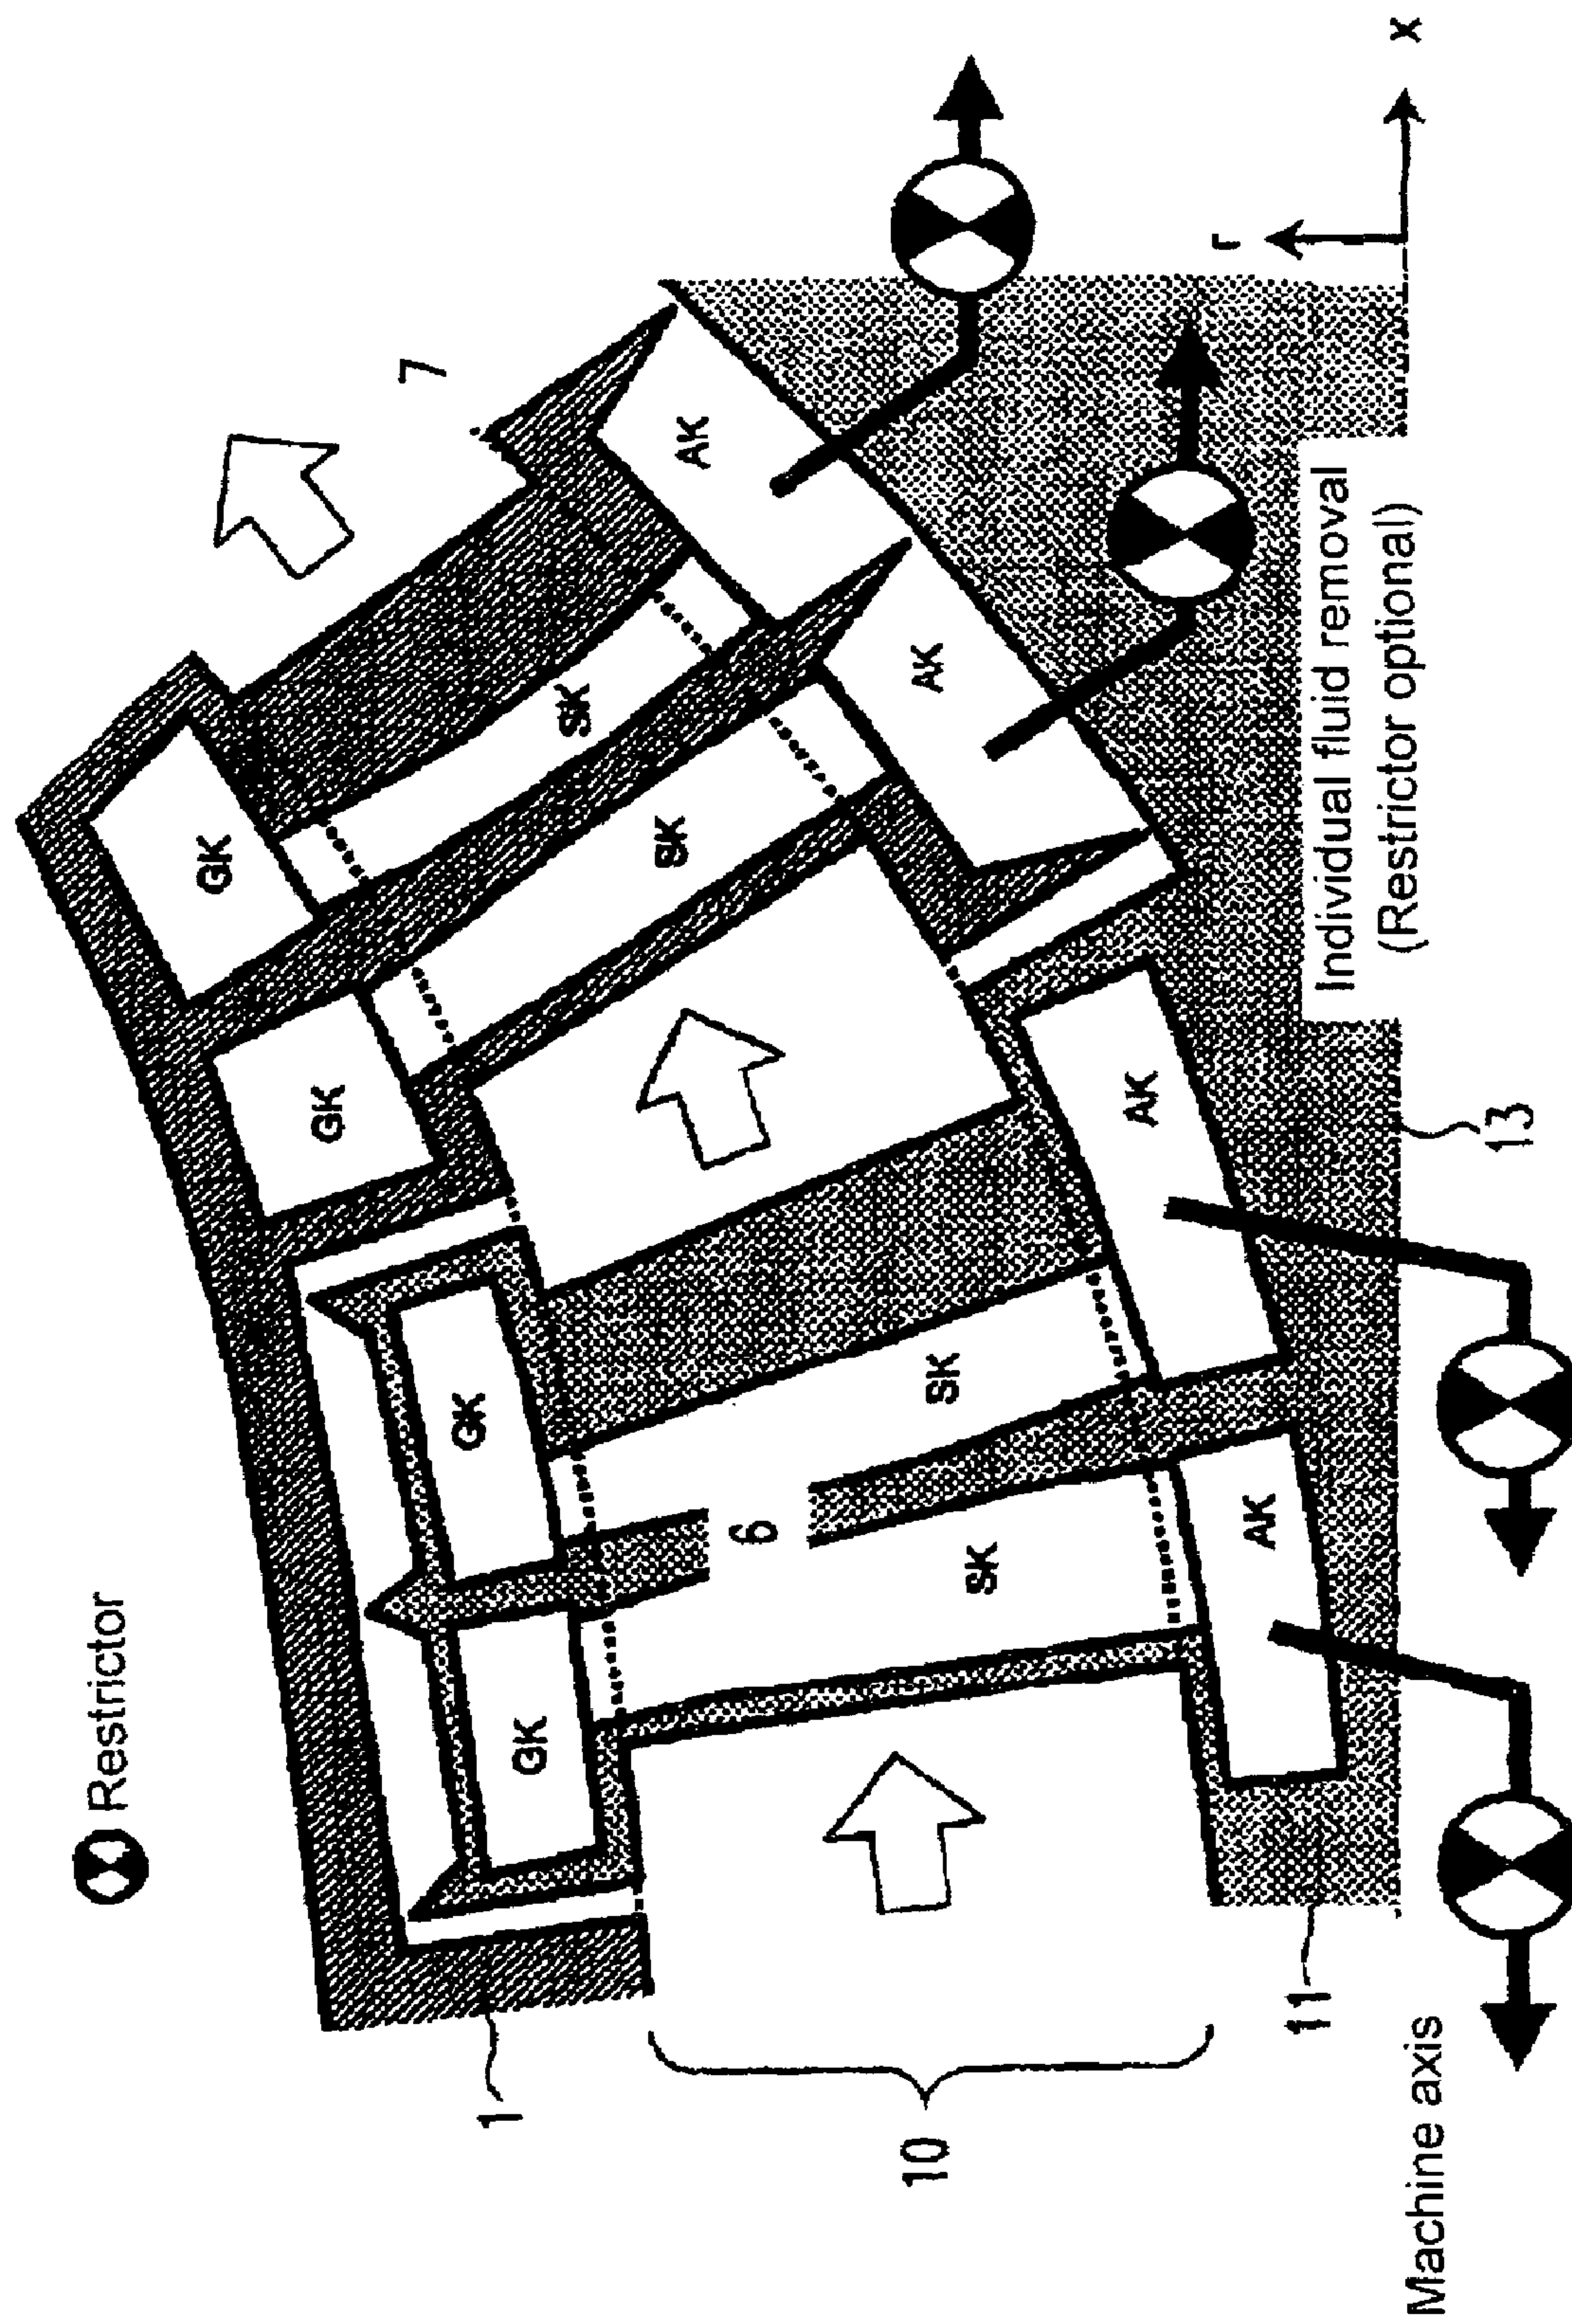 Restrictor
1
GK
GK
GK
GK
7
10
SK
6
SK
SK
SK
AK
AK
AK
AK
r
x
11
13
Individual fluid removal
(Restrictor optional)
Machine axis